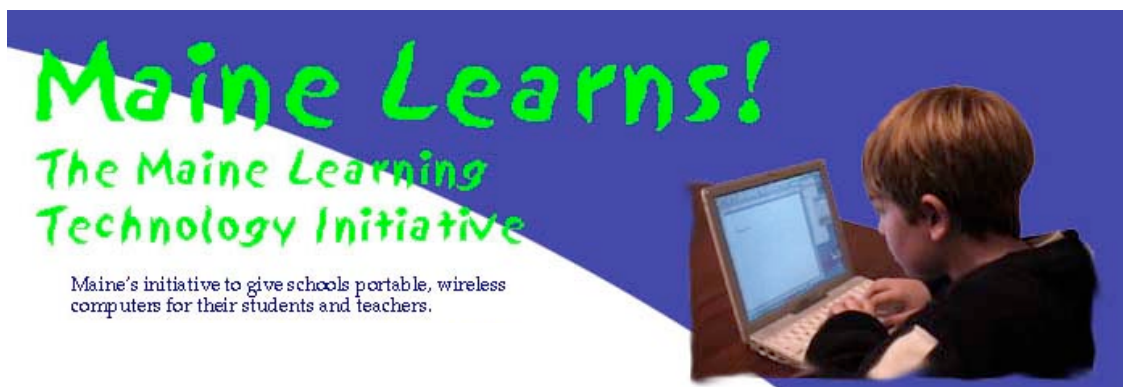 Maine Learns!
The Maine Learning
Technology Initiative
Maine's initiative to give schools portable, wireless
computers for their students and teachers.